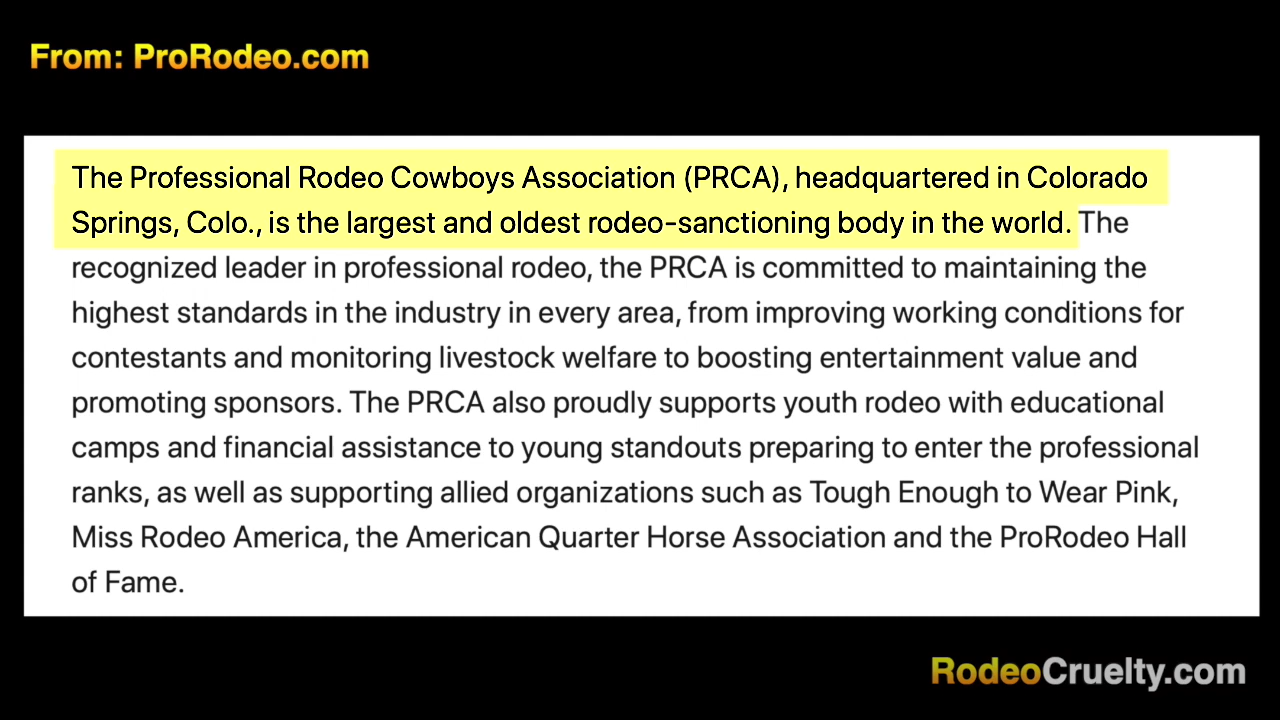 From: ProRodeo.com
The Professional Rodeo Cowboys Association (PRCA), headquartered in Colorado
Springs, Colo., is the largest and oldest rodeo-sanctioning body in the world. The
recognized leader in professional rodeo, the PRCA is committed to maintaining the
highest standards in the industry in every area, from improving working conditions for
contestants and monitoring livestock welfare to boosting entertainment value and
promoting sponsors. The PRCA also proudly supports youth rodeo with educational
camps and financial assistance to young standouts preparing to enter the professional
ranks, as well as supporting allied organizations such as Tough Enough to Wear Pink,
Miss Rodeo America, the American Quarter Horse Association and the ProRodeo Hall
of Fame.
RodeoCruelty.com